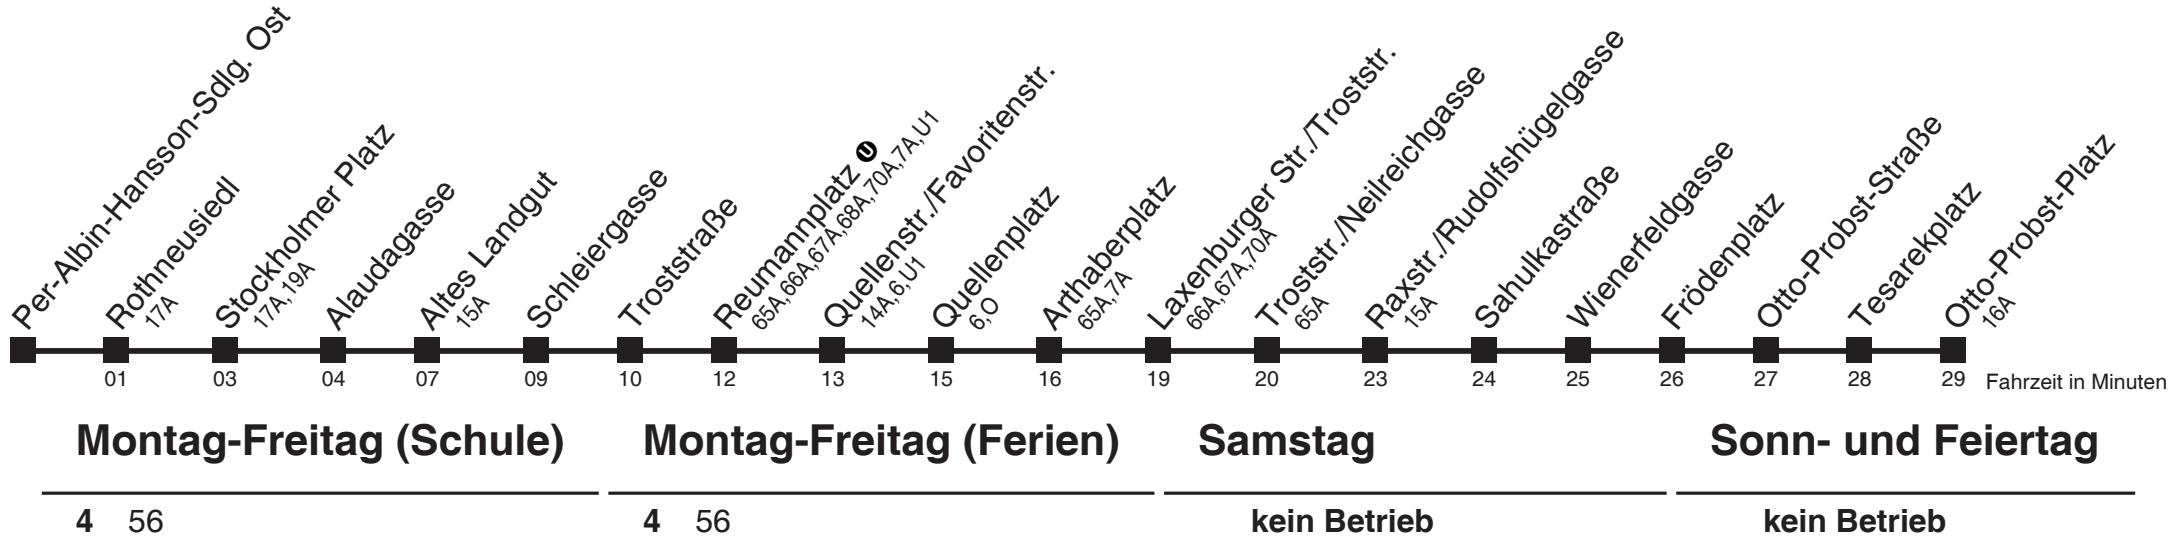 Per-Albin-Hansson-Sdlg. Ost
Rothneusiedl
17A
Stockholmer Platz
17A, 19A
Alaudagasse
Altes Landgut
15A
Schleiergasse
Troststraße
Reumannplatz U
65A,66A,67A,68A,70A,7A,U1
Quellenstr./Favoritenstr.
14A,6,U1
Quellenplatz
6,O
Arthaberplatz
65A,7A
Laxenburger Str./Troststr.
66A,67A,70A
Troststr./Neilreichgasse
65A
Raxstr./Rudolfshügelgasse
15A
Sahulkastraße
Wienerfeldgasse
Frödenplatz
Otto-Probst-Straße
Tesarekplatz
Otto-Probst-Platz
16A
01 03 04 07 09 10 12 13 15 16 19 20 23 24 25 26 27 28 29 Fahrzeit in Minuten
Montag-Freitag (Schule) Montag-Freitag (Ferien) Samstag Sonn- und Feiertag
4 56 4 56 kein Betrieb kein Betrieb